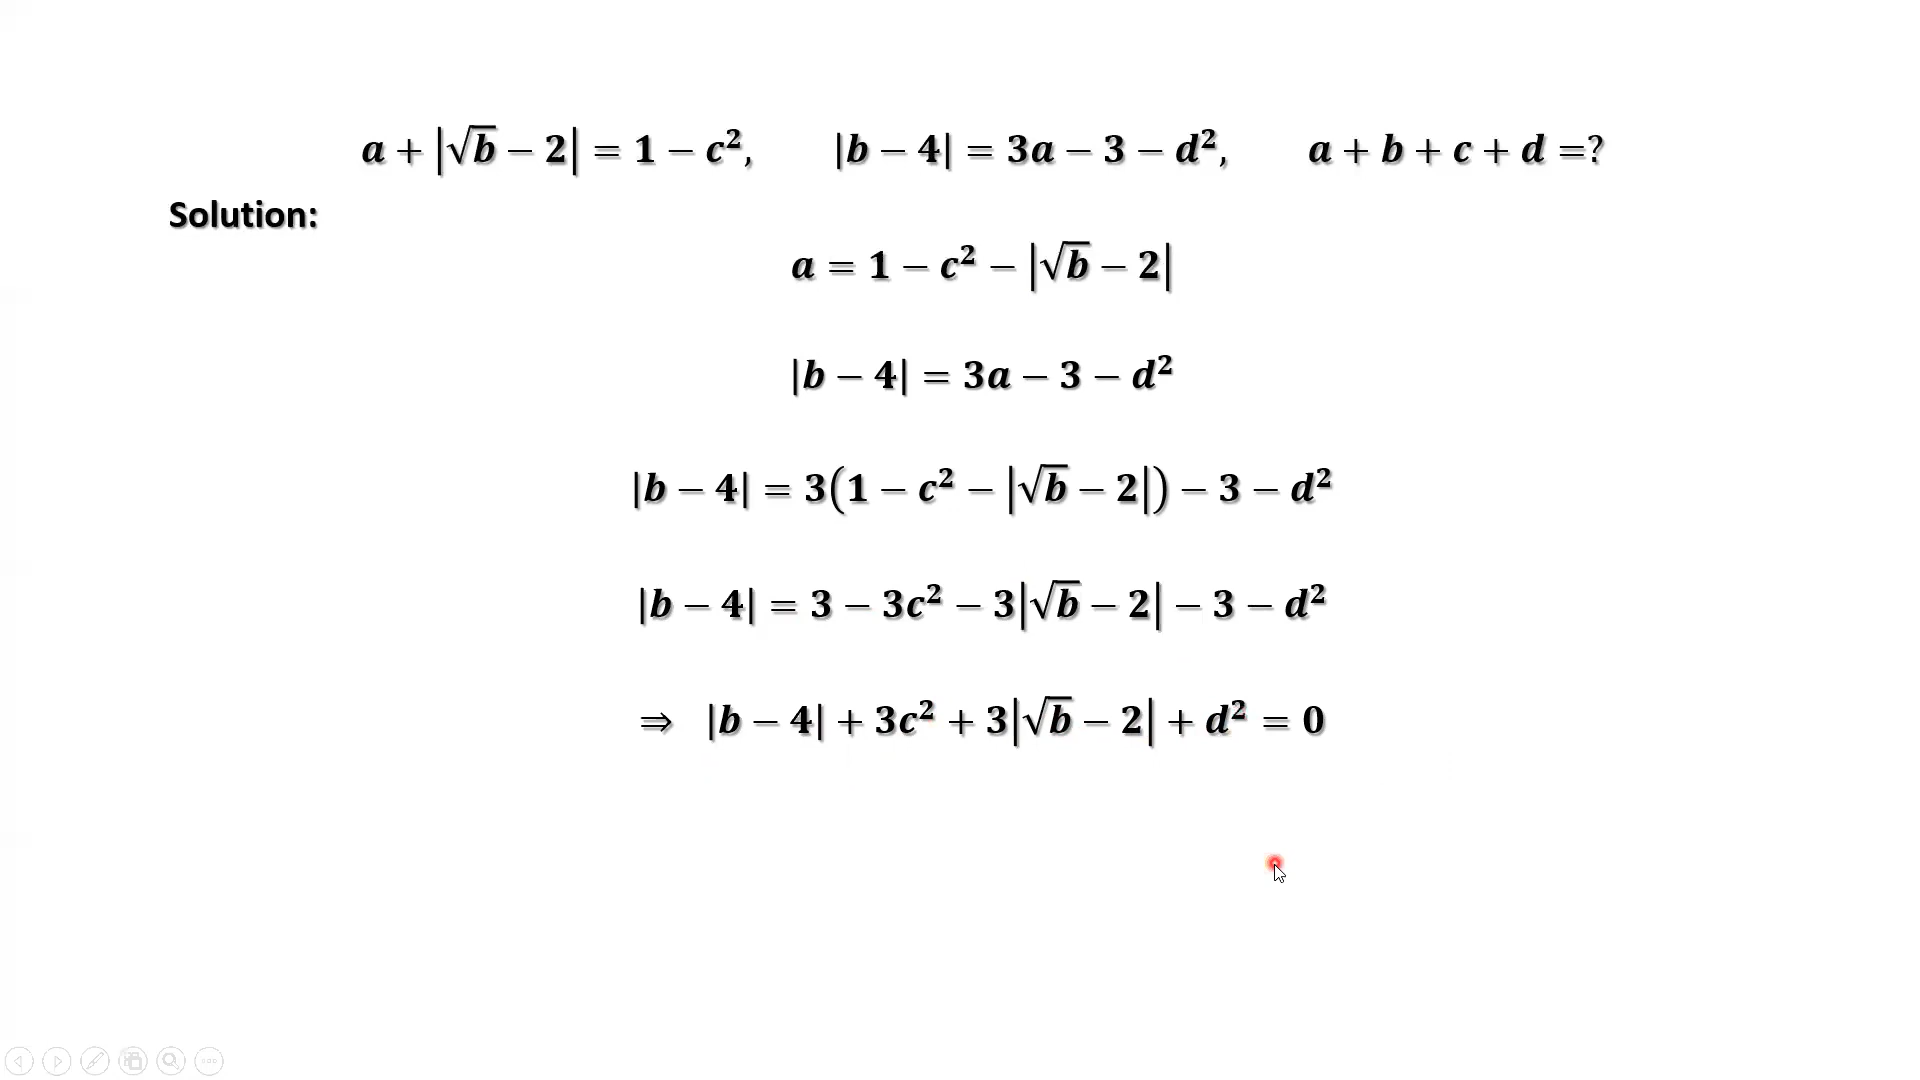 a + |√b − 2| = 1 − c², |b − 4| = 3a − 3 − d², a + b + c + d =?
Solution:
a = 1 − c² − |√b − 2|
|b − 4| = 3a − 3 − d²
|b − 4| = 3(1 − c² − |√b − 2|) − 3 − d²
|b − 4| = 3 − 3c² − 3|√b − 2| − 3 − d²
⇒ |b − 4| + 3c² + 3|√b − 2| + d² = 0